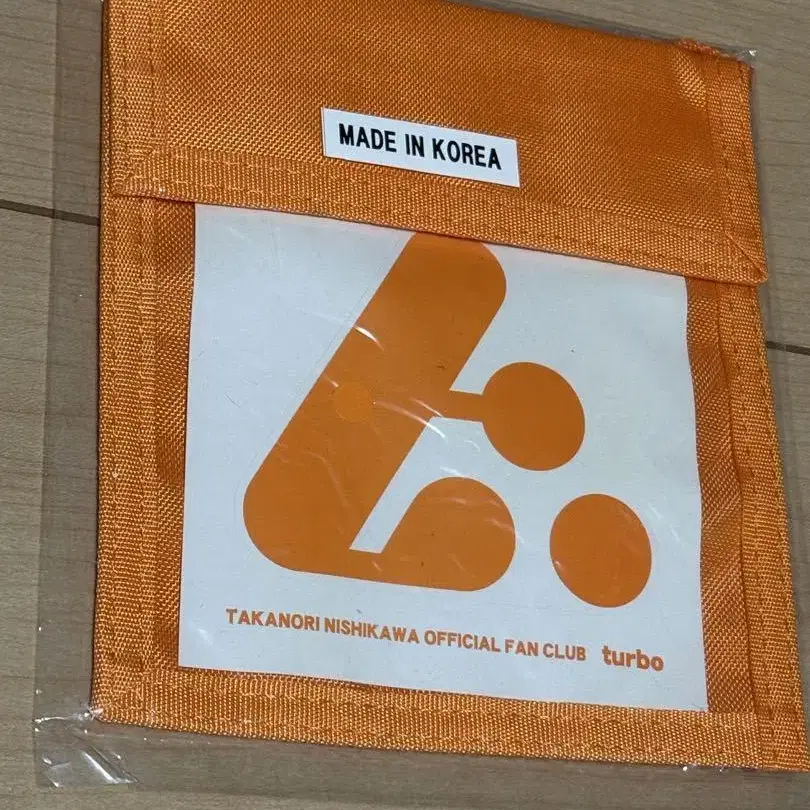 MADE IN KOREA
TAKANORI NISHIKAWA OFFICIAL FAN CLUB turbo